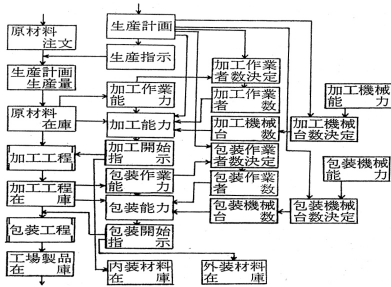 生産計画
原材料
注文
生産指示
加工作業
者数決定
生産計画
生産量
加工作業
能力
加工作業
者数
加工機械
能力
原材料
在庫
加工能力
加工機械
台数
加工機械
台数決定
加工工程
加工開始
指示
包装作業
者数決定
包装作業
能力
包装機械
能力
加工工程
在庫
包装作業
者数
包装能力
包装機械
台数
包装機械
台数決定
包装工程
包装開始
指示
工場製品
在庫
内装材料
在庫
外装材料
在庫